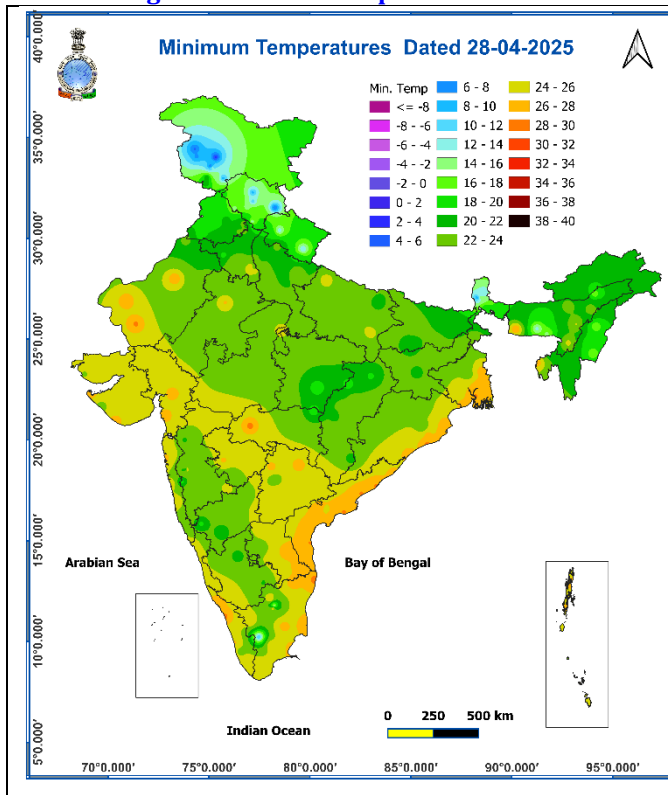 Minimum Temperatures Dated 28-04-2025
Min. Temp
<= -8
-8 - -6
-6 - -4
-4 - -2
-2 - 0
0 - 2
2 - 4
4 - 6
6 - 8
8 - 10
10 - 12
12 - 14
14 - 16
16 - 18
18 - 20
20 - 22
22 - 24
24 - 26
26 - 28
28 - 30
30 - 32
32 - 34
34 - 36
36 - 38
38 - 40
40°0.000'
35°0.000'
30°0.000'
25°0.000'
20°0.000'
15°0.000'
10°0.000'
5°0.000'
Arabian Sea
Bay of Bengal
Indian Ocean
0 250 500 km
70°0.000' 75°0.000' 80°0.000' 85°0.000' 90°0.000' 95°0.000'